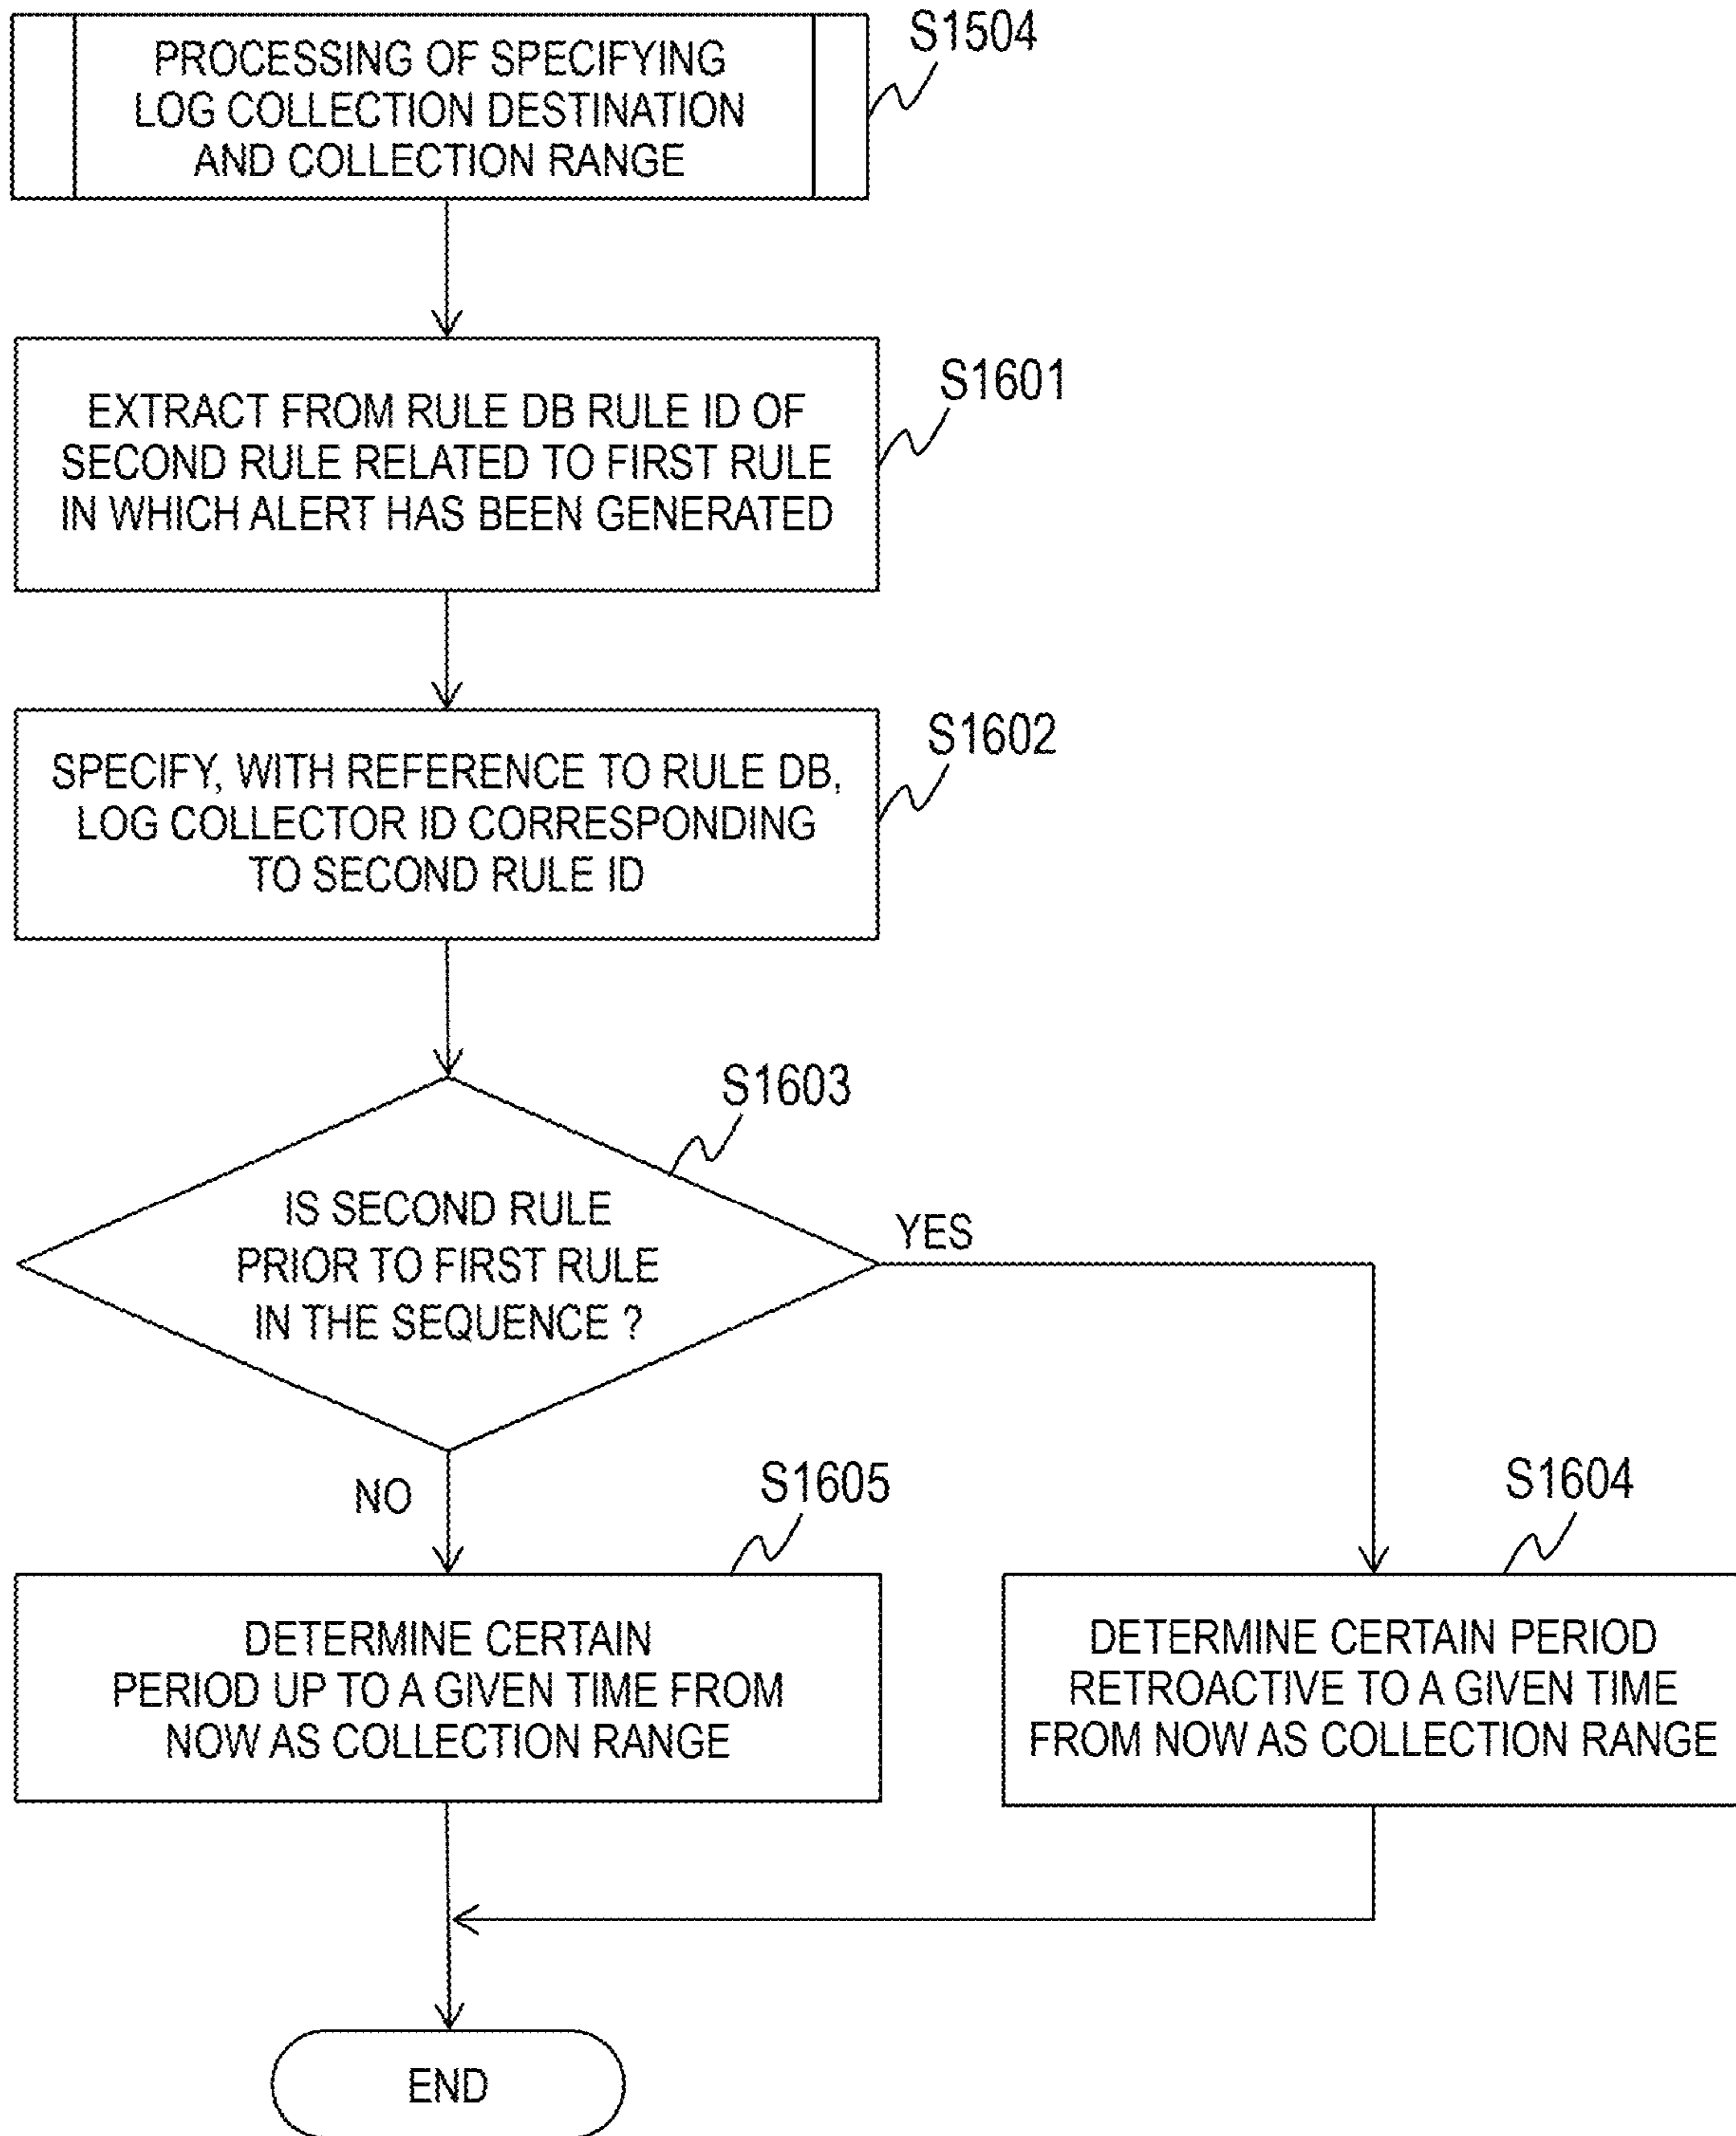 S1504
PROCESSING OF SPECIFYING
LOG COLLECTION DESTINATION
AND COLLECTION RANGE
S1601
EXTRACT FROM RULE DB RULE ID OF
SECOND RULE RELATED TO FIRST RULE
IN WHICH ALERT HAS BEEN GENERATED
S1602
SPECIFY, WITH REFERENCE TO RULE DB,
LOG COLLECTOR ID CORRESPONDING
TO SECOND RULE ID
S1603
IS SECOND RULE
PRIOR TO FIRST RULE
IN THE SEQUENCE ?
YES
NO
S1605
DETERMINE CERTAIN
PERIOD UP TO A GIVEN TIME FROM
NOW AS COLLECTION RANGE
S1604
DETERMINE CERTAIN PERIOD
RETROACTIVE TO A GIVEN TIME
FROM NOW AS COLLECTION RANGE
END